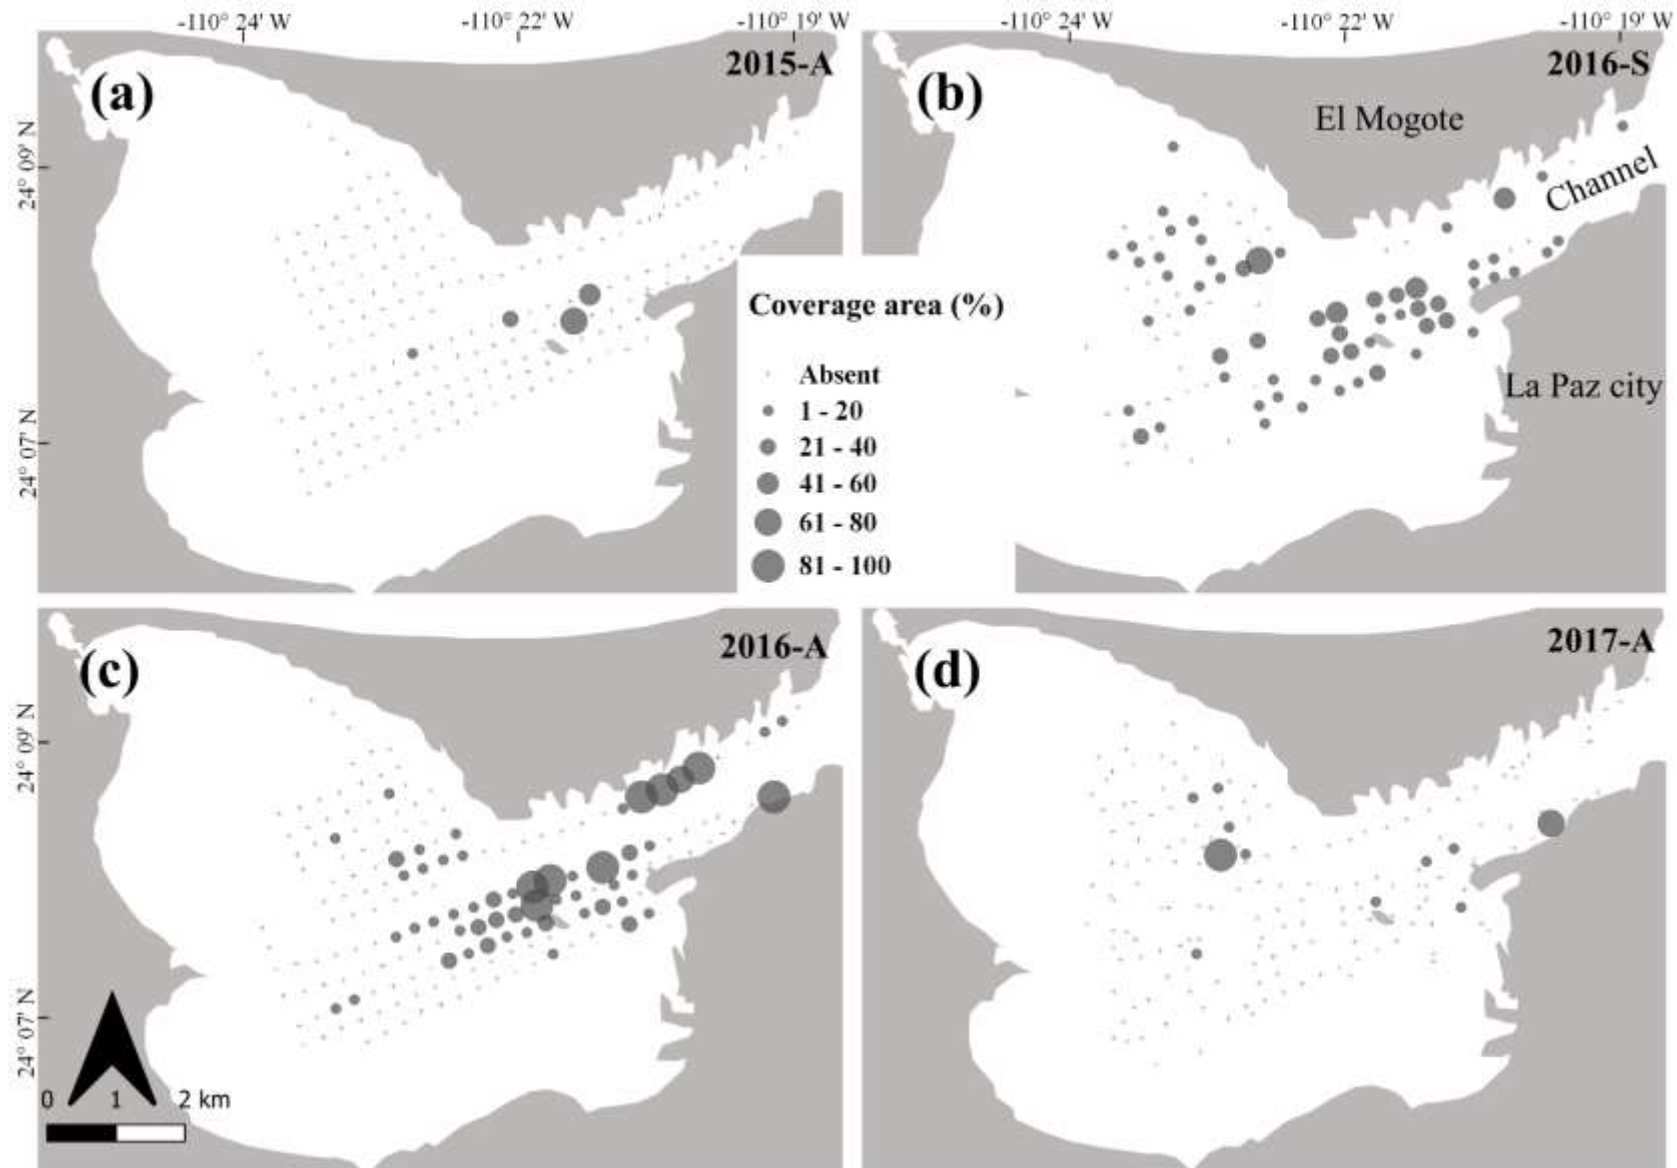 -110° 24' W
-110° 22' W
-110° 19' W
-110° 24' W
-110° 22' W
-110° 19' W
(a)
2015-A
24° 09' N
24° 07' N
(b)
2016-S
El Mogote
Channel
La Paz city
Coverage area (%)
Absent
1 - 20
21 - 40
41 - 60
61 - 80
81 - 100
(c)
2016-A
24° 09' N
24° 07' N
0 1 2 km
(d)
2017-A